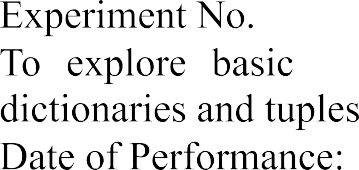 Experiment No.
To explore basic
dictionaries and tuples
Date of Performance: